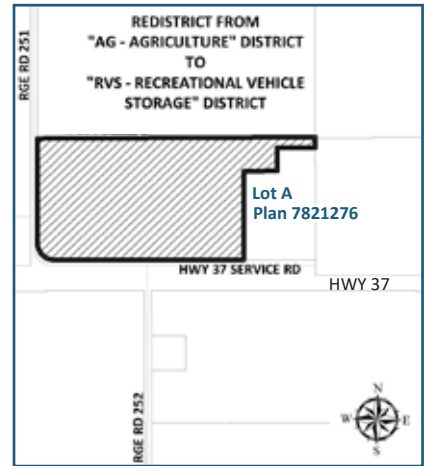 REDISTRICT FROM
"AG - AGRICULTURE" DISTRICT
TO
"RVS - RECREATIONAL VEHICLE
STORAGE" DISTRICT
RGE RD 251
Lot A
Plan 7821276
HWY 37 SERVICE RD
HWY 37
RGE RD 252
N
W
E
S